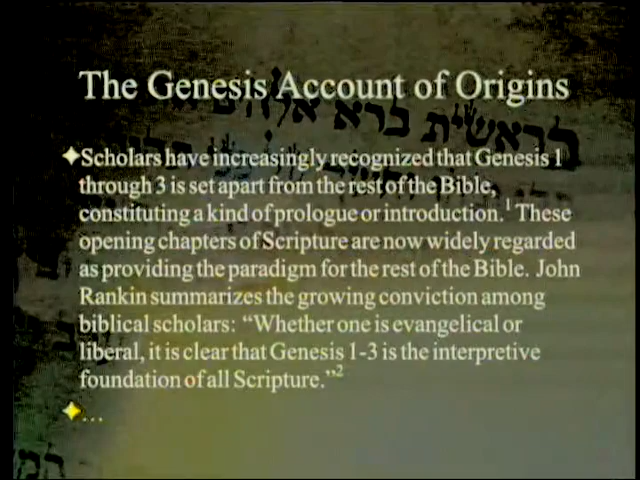 The Genesis Account of Origins
בראשית ברא אלהים
✦Scholars have increasingly recognized that Genesis 1
through 3 is set apart from the rest of the Bible,
constituting a kind of prologue or introduction.1 These
opening chapters of Scripture are now widely regarded
as providing the paradigm for the rest of the Bible. John
Rankin summarizes the growing conviction among
biblical scholars: “Whether one is evangelical or
liberal, it is clear that Genesis 1-3 is the interpretive
foundation of all Scripture.”2
✦…